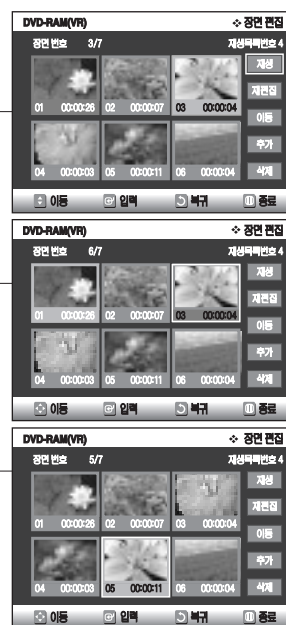 DVD-RAM(VR) ❖ 장면 편집
장면 번호 3/7 재생목록번호 4
01 00:00:26 02 00:00:07 03 00:00:04
04 00:00:03 05 00:00:11 06 00:00:04
재생
재편집
이동
추가
삭제
이동 입력 복귀 종료
DVD-RAM(VR) ❖ 장면 편집
장면 번호 6/7 재생목록번호 4
01 00:00:26 02 00:00:07 03 00:00:04
04 00:00:03 05 00:00:11 06 00:00:04
재생
재편집
이동
추가
삭제
이동 입력 복귀 종료
DVD-RAM(VR) ❖ 장면 편집
장면 번호 5/7 재생목록번호 4
01 00:00:26 02 00:00:07 03 00:00:04
04 00:00:03 05 00:00:11 06 00:00:04
재생
재편집
이동
추가
삭제
이동 입력 복귀 종료